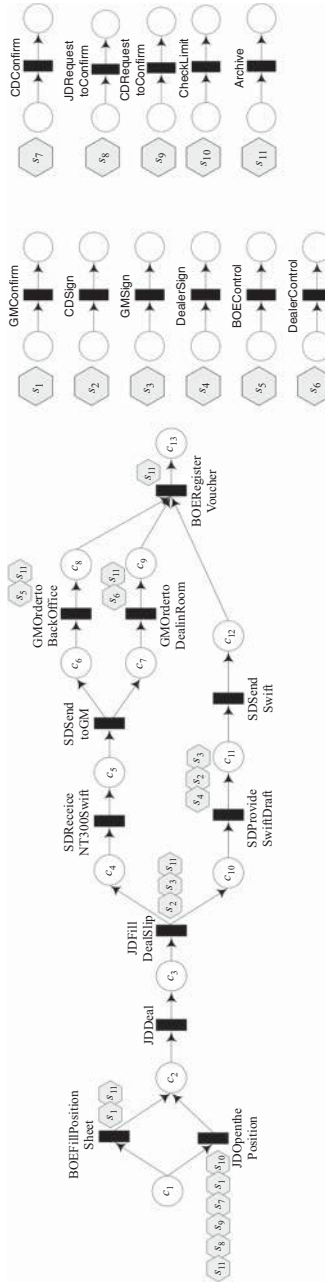 BOEFillPosition
Sheet
s1
s11
c1
JDOpenthe
Position
s11
s8
s9
s7
s1
s10
c2
JDDeal
c3
JDFill
DealSlip
s2
s3
s11
c4
SDReceice
NT300Swift
c5
SDSend
toGM
c6
c7
GMOrderto
BackOffice
s5
s11
c8
GMOrderto
DealinRoom
s6
s11
c9
c10
SDProvide
SwiftDraft
s4
s2
s3
c11
SDSend
Swift
c12
BOERegister
Voucher
s11
c13
s1
GMConfirm
s2
CDSign
s3
GMSign
s4
DealerSign
s5
BOEControl
s6
DealerControl
s7
CDConfirm
s8
JDRequest
toConfirm
s9
CDRequest
toConfirm
s10
CheckLimit
s11
Archive